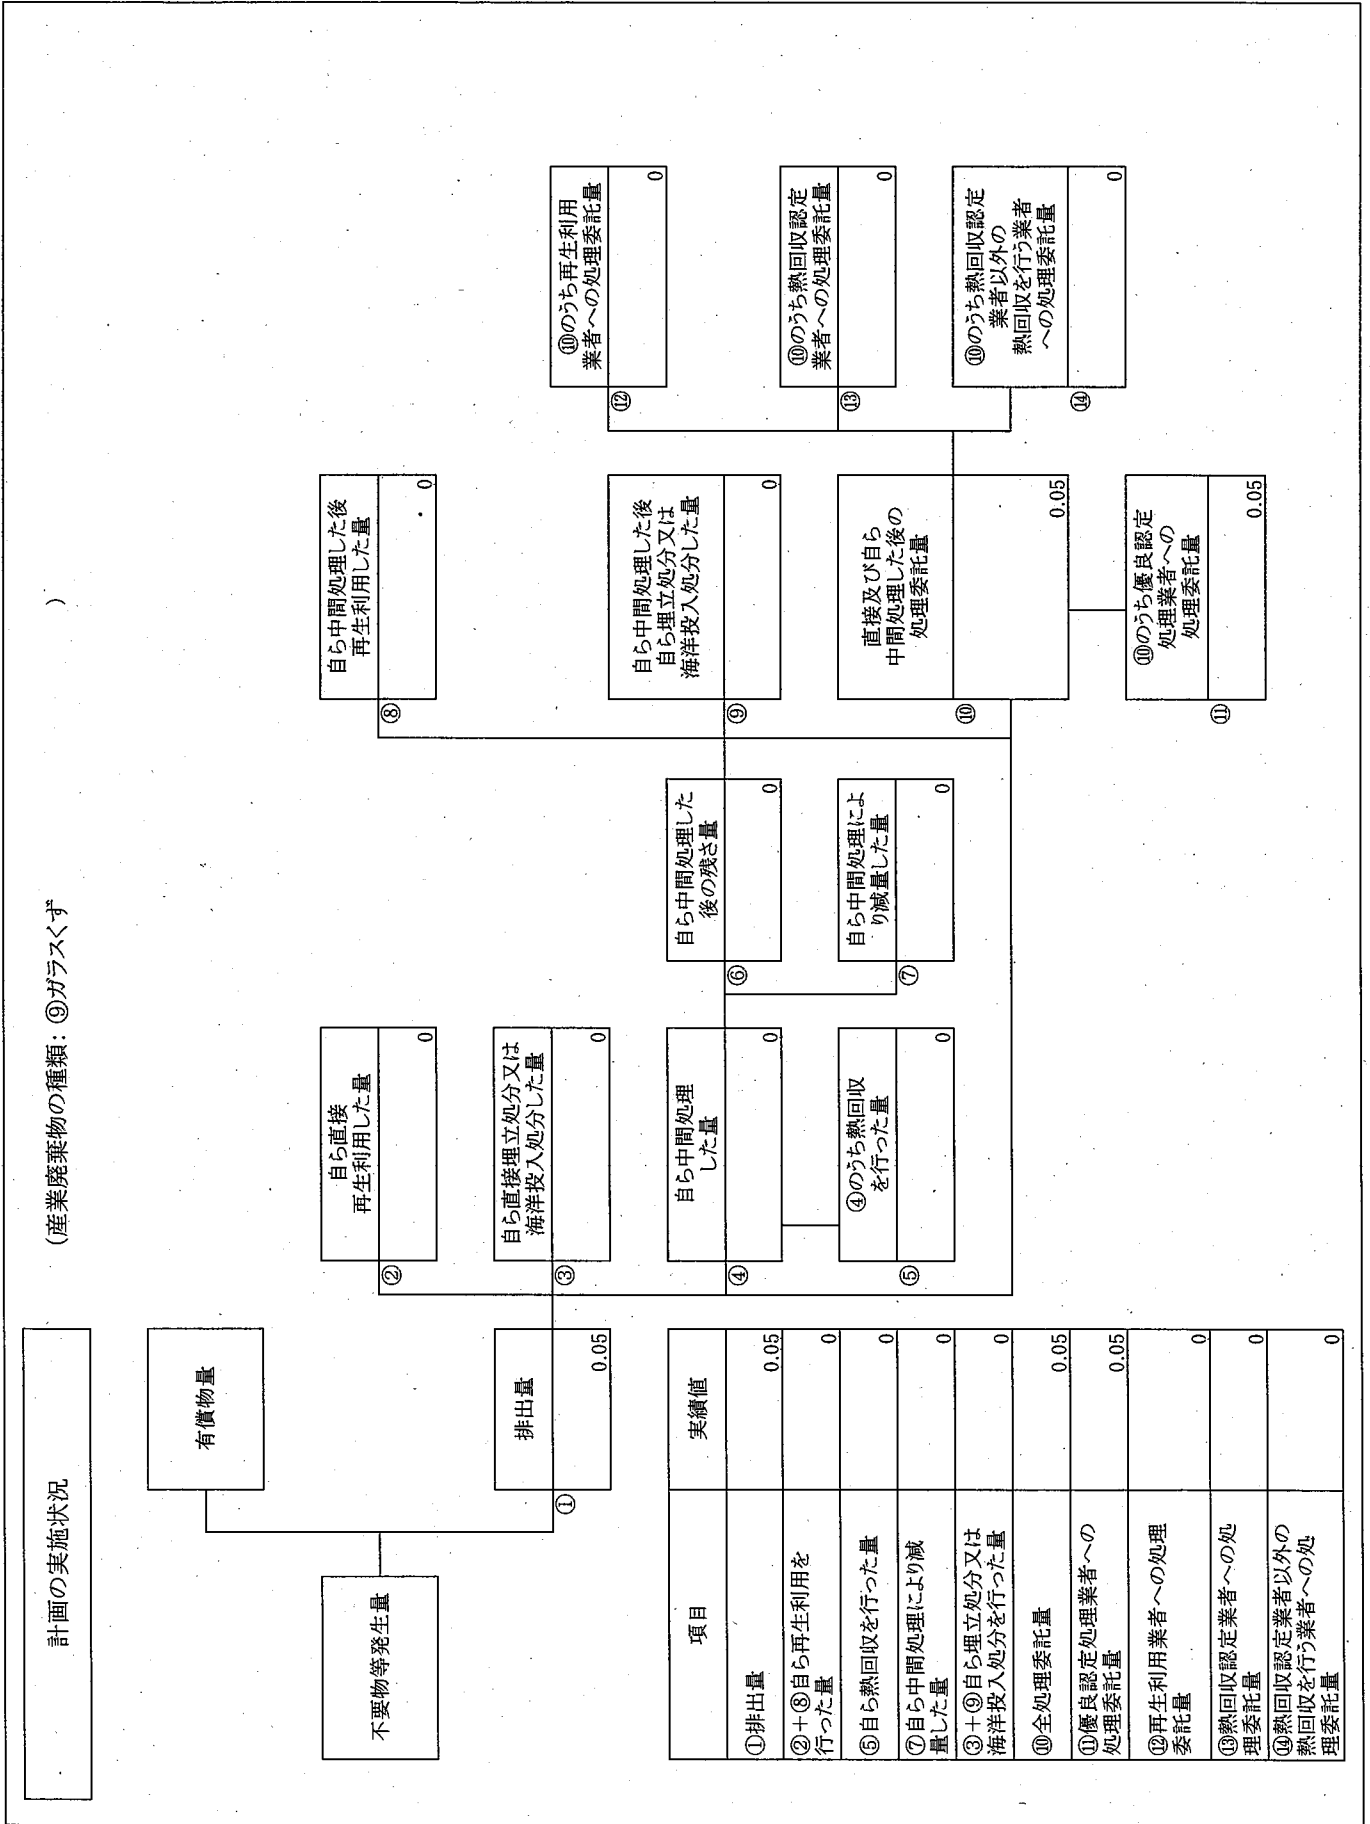 計画の実施状況
(産業廃棄物の種類: ⑨ガラスくず )
不要物等発生量
有償物量
①
排出量
0.05
②
自ら直接
再生利用した量
0
③
自ら直接埋立処分又は
海洋投入処分した量
0
④
自ら中間処理
した量
0
⑤
④のうち熱回収
を行った量
0
⑥
自ら中間処理した
後の残さ量
0
⑦
自ら中間処理によ
り減量した量
0
⑧
自ら中間処理した後
再生利用した量
0
⑨
自ら中間処理した後
自ら埋立処分又は
海洋投入処分した量
0
⑩
直接及び自ら
中間処理した後の
処理委託量
0.05
⑪
⑩のうち優良認定
処理業者への
処理委託量
0.05
⑫
⑩のうち再生利用
業者への処理委託量
0
⑬
⑩のうち熱回収認定
業者への処理委託量
0
⑭
⑩のうち熱回収認定
業者以外の
熱回収を行う業者
への処理委託量
0
項目 実績値
①排出量 0.05
②+⑧自ら再生利用を
行った量 0
⑤自ら熱回収を行った量 0
⑦自ら中間処理により減
量した量 0
③+⑨自ら埋立処分又は
海洋投入処分を行った量 0
⑩全処理委託量 0.05
⑪優良認定処理業者への
処理委託量 0.05
⑫再生利用業者への処理
委託量 0
⑬熱回収認定業者への処
理委託量 0
⑭熱回収認定業者以外の
熱回収を行う業者への処
理委託量 0